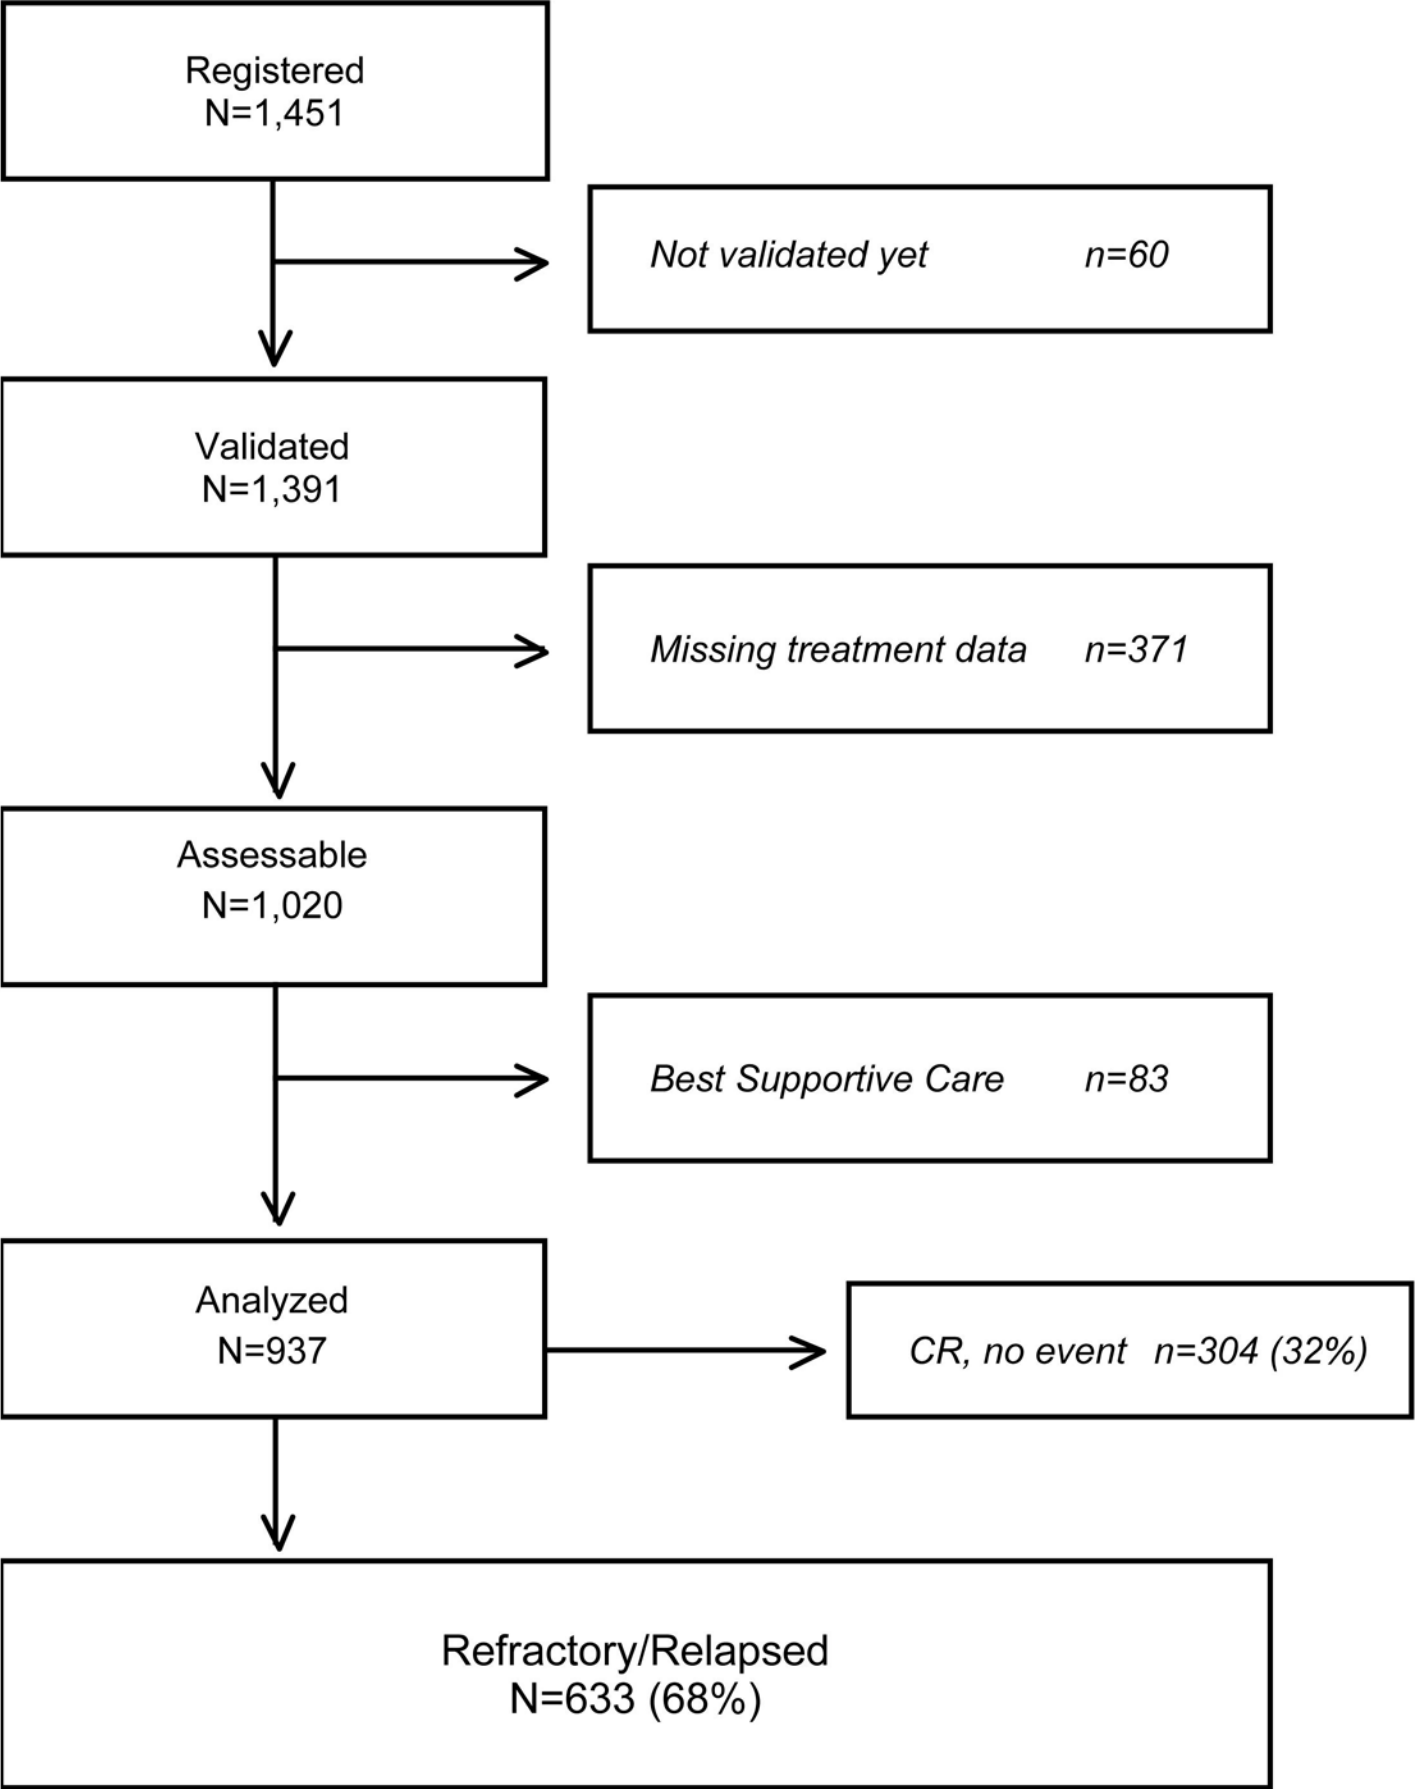 Registered
N=1,451
Not validated yet n=60
Validated
N=1,391
Missing treatment data n=371
Assessable
N=1,020
Best Supportive Care n=83
Analyzed
N=937
CR, no event n=304 (32%)
Refractory/Relapsed
N=633 (68%)